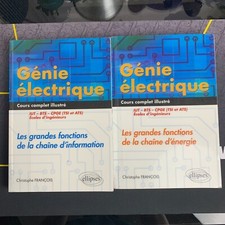 Génie
électrique
Cours complet illustré
IUT - BTS - CPGE (TSI et ATS)
Écoles d'ingénieurs
Les grandes fonctions
de la chaîne d'information
Christophe FRANÇOIS
ellipses
Génie
électrique
Cours complet illustré
IUT - BTS - CPGE (TSI et ATS)
Écoles d'ingénieurs
Les grandes fonctions
de la chaîne d'énergie
Christophe FRANÇOIS
ellipses